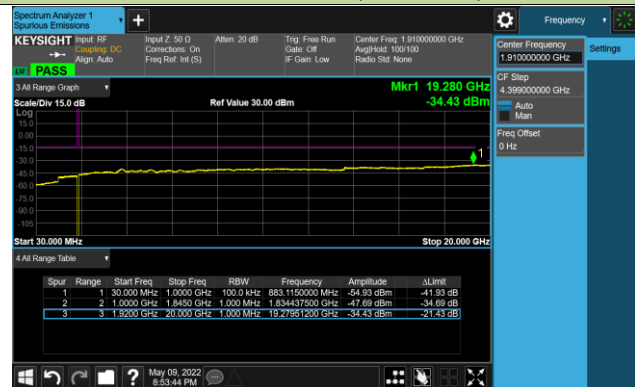 Spectrum Analyzer 1
Spurious Emissions
+
Frequency
KEYSIGHT
Input: RF
Coupling: DC
Align: Auto
Input Z: 50 Ω
Corrections: On
Freq Ref: Int (S)
Atten: 20 dB
Trig: Free Run
Gate: Off
IF Gain: Low
Center Freq: 1.910000000 GHz
Avg|Hold: 100/100
Radio Std: None
PASS
Center Frequency
1.910000000 GHz
Settings
CF Step
4.399000000 GHz
Auto
Man
Freq Offset
0 Hz
3 All Range Graph
Mkr1 19.280 GHz
Scale/Div 15.0 dB
Ref Value 30.00 dBm
-34.43 dBm
Log
15.0
0.00
-15.0
-30.0
-45.0
-60.0
-75.0
-90.0
-105
1
Start 30.000 MHz
Stop 20.000 GHz
4 All Range Table
Spur Range Start Freq Stop Freq RBW Frequency Amplitude ΔLimit
1 1 30.000 MHz 1.0000 GHz 100.0 kHz 883.1150000 MHz -54.93 dBm -41.93 dB
2 2 1.0000 GHz 1.8450 GHz 1.000 MHz 1.834437500 GHz -47.69 dBm -34.69 dB
3 3 1.9200 GHz 20.000 GHz 1.000 MHz 19.27951200 GHz -34.43 dBm -21.43 dB
?
May 09, 2022
8:53:44 PM